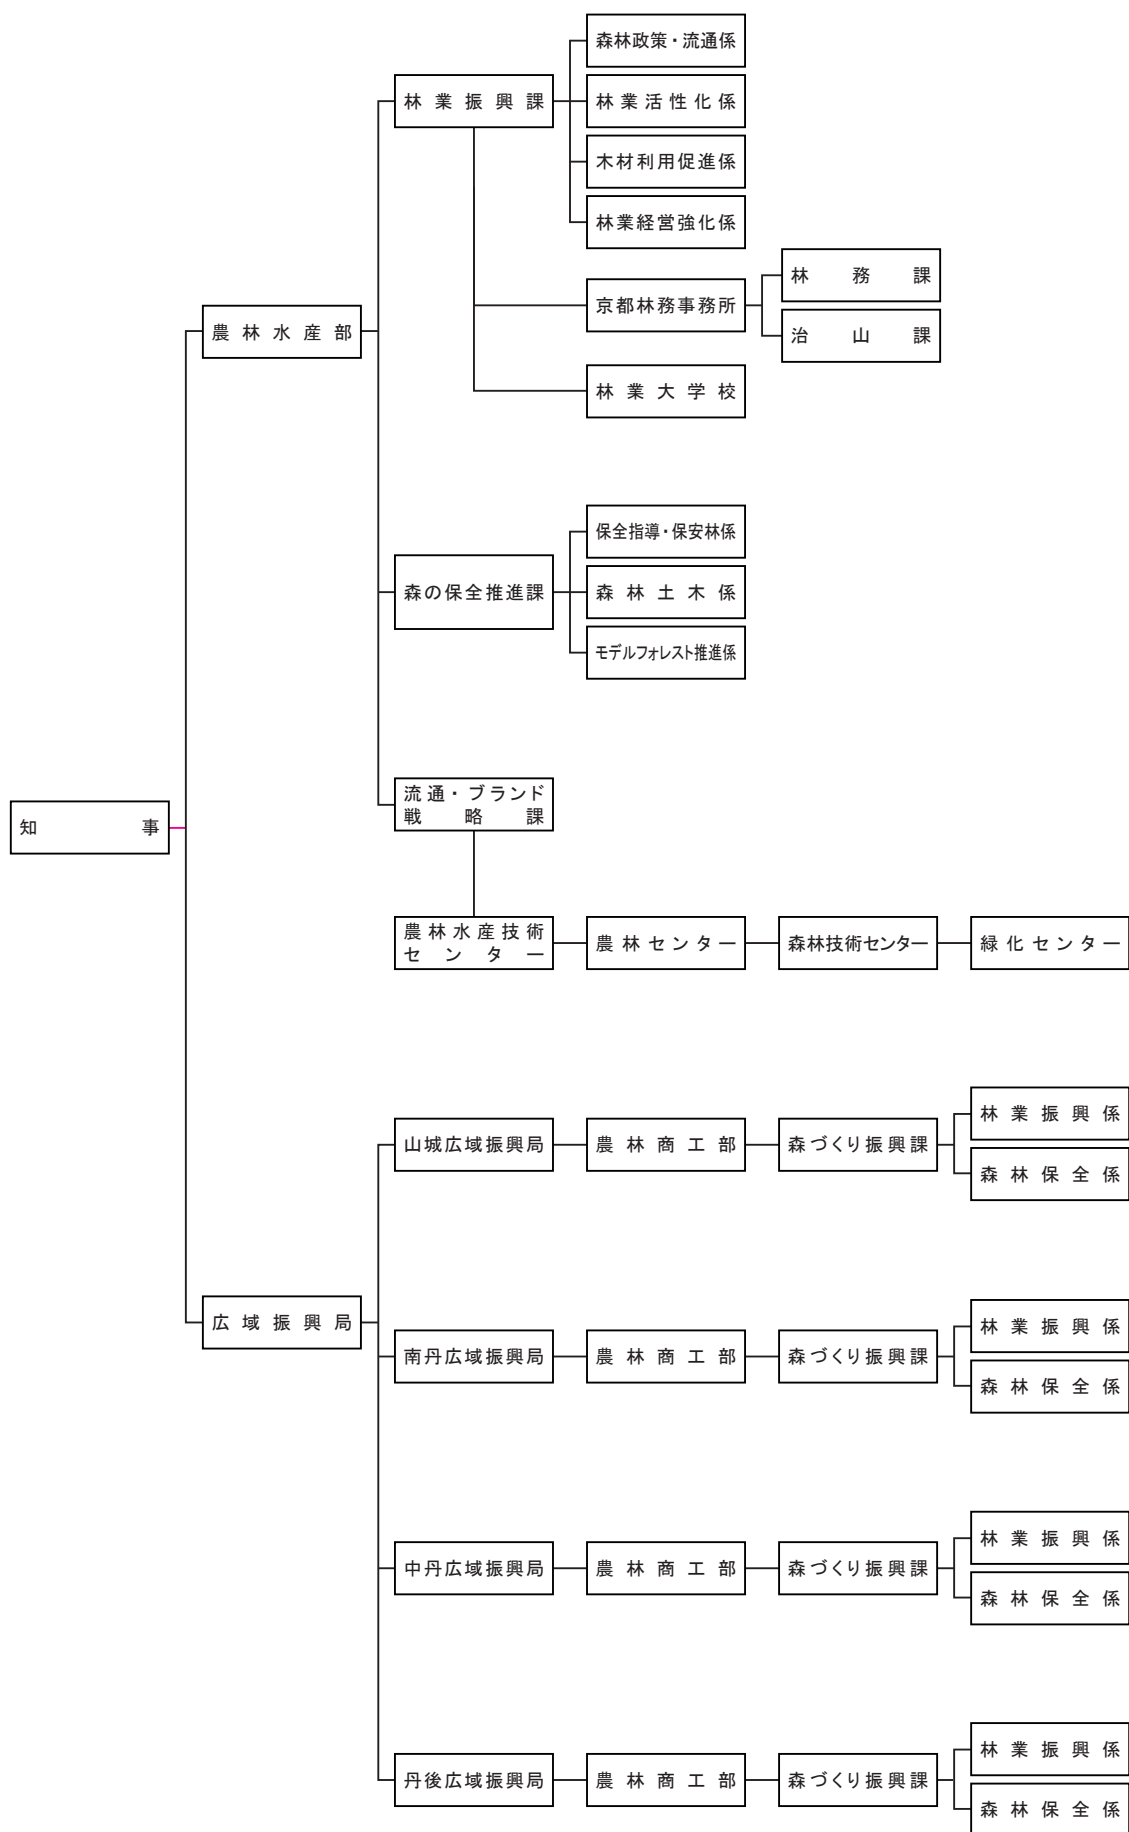 森林政策・流通係
林業振興課
林業活性化係
木材利用促進係
林業経営強化係
京都林務事務所
林務課
治山課
農林水産部
林業大学校
保全指導・保安林係
森の保全推進課
森林土木係
モデルフォレスト推進係
流通・ブランド
戦略課
知事
農林水産技術
センター
農林センター
森林技術センター
緑化センター
山城広域振興局
農林商工部
森づくり振興課
林業振興係
森林保全係
広域振興局
南丹広域振興局
農林商工部
森づくり振興課
林業振興係
森林保全係
中丹広域振興局
農林商工部
森づくり振興課
林業振興係
森林保全係
丹後広域振興局
農林商工部
森づくり振興課
林業振興係
森林保全係